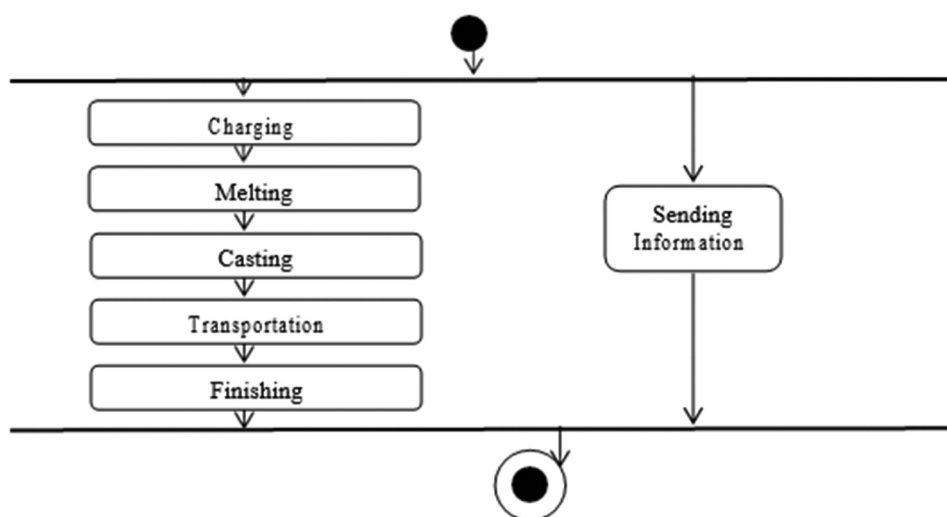 Charging
Melting
Casting
Transportation
Finishing
Sending
Information